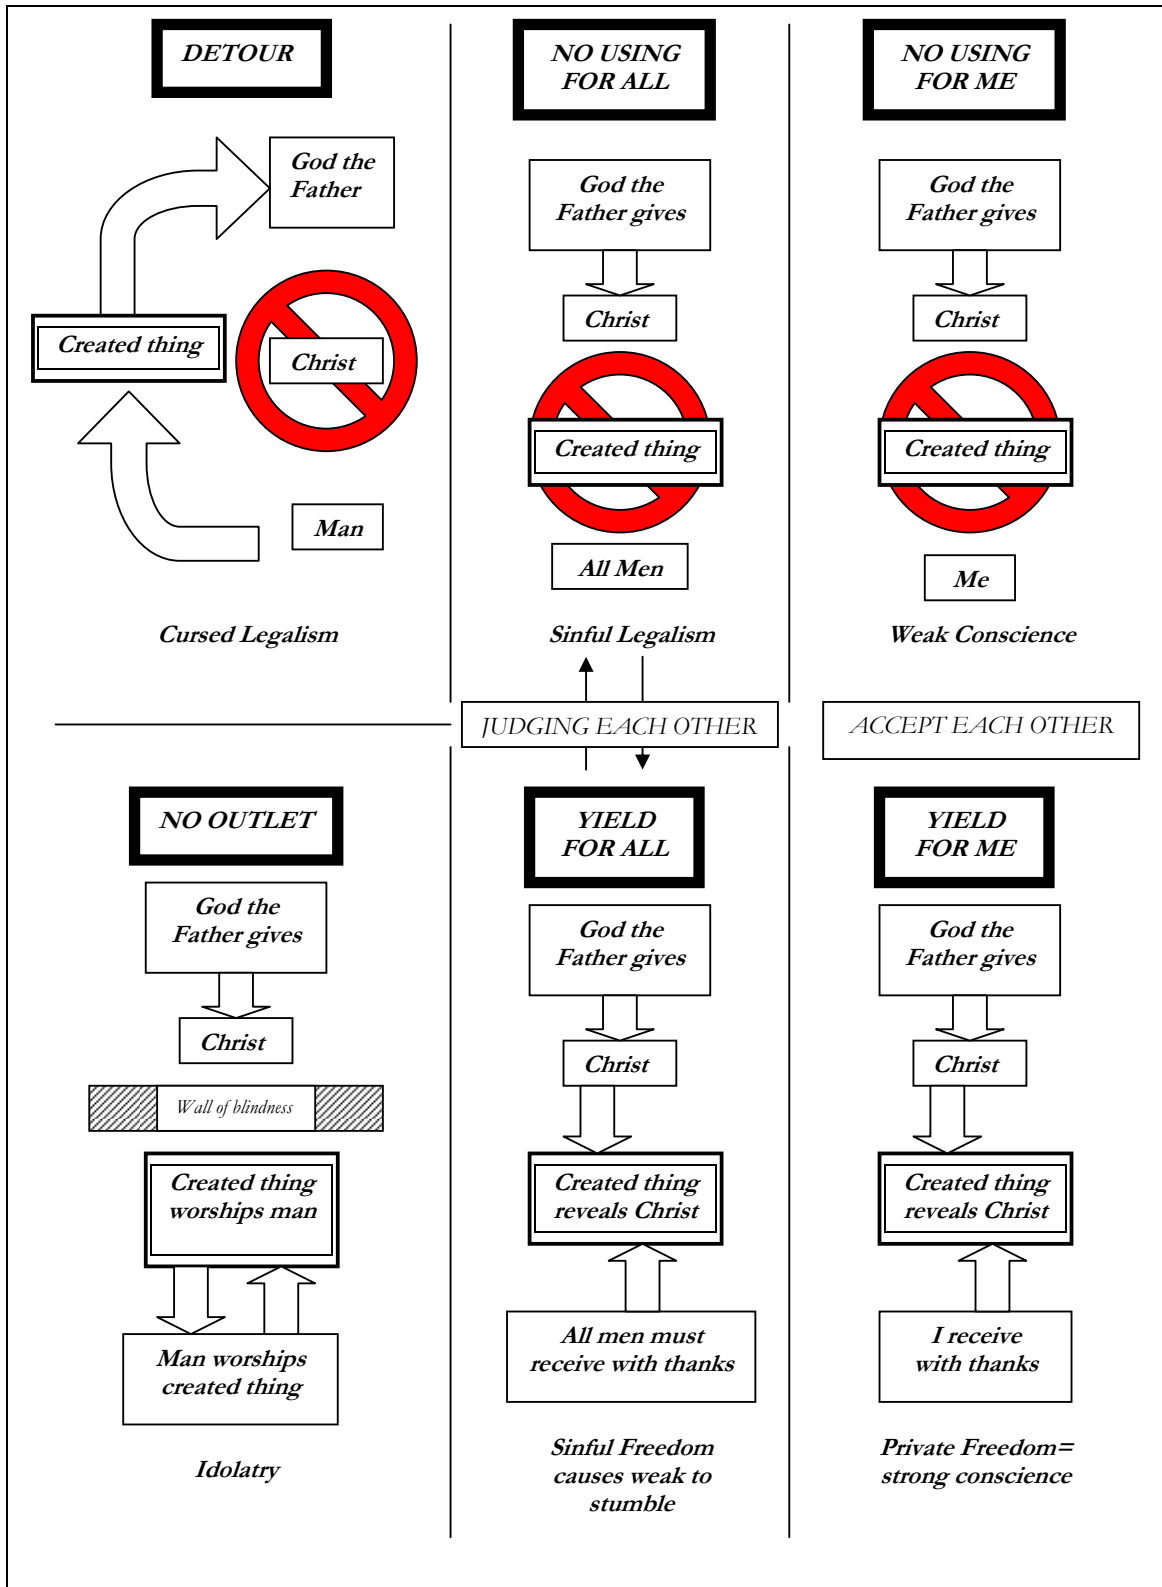 DETOUR
God the
Father
Created thing
Christ
Man
Cursed Legalism
NO USING
FOR ALL
God the
Father gives
Christ
Created thing
All Men
Sinful Legalism
NO USING
FOR ME
God the
Father gives
Christ
Created thing
Me
Weak Conscience
JUDGING EACH OTHER
ACCEPT EACH OTHER
NO OUTLET
God the
Father gives
Christ
Wall of blindness
Created thing
worships man
Man worships
created thing
Idolatry
YIELD
FOR ALL
God the
Father gives
Christ
Created thing
reveals Christ
All men must
receive with thanks
Sinful Freedom
causes weak to
stumble
YIELD
FOR ME
God the
Father gives
Christ
Created thing
reveals Christ
I receive
with thanks
Private Freedom=
strong conscience